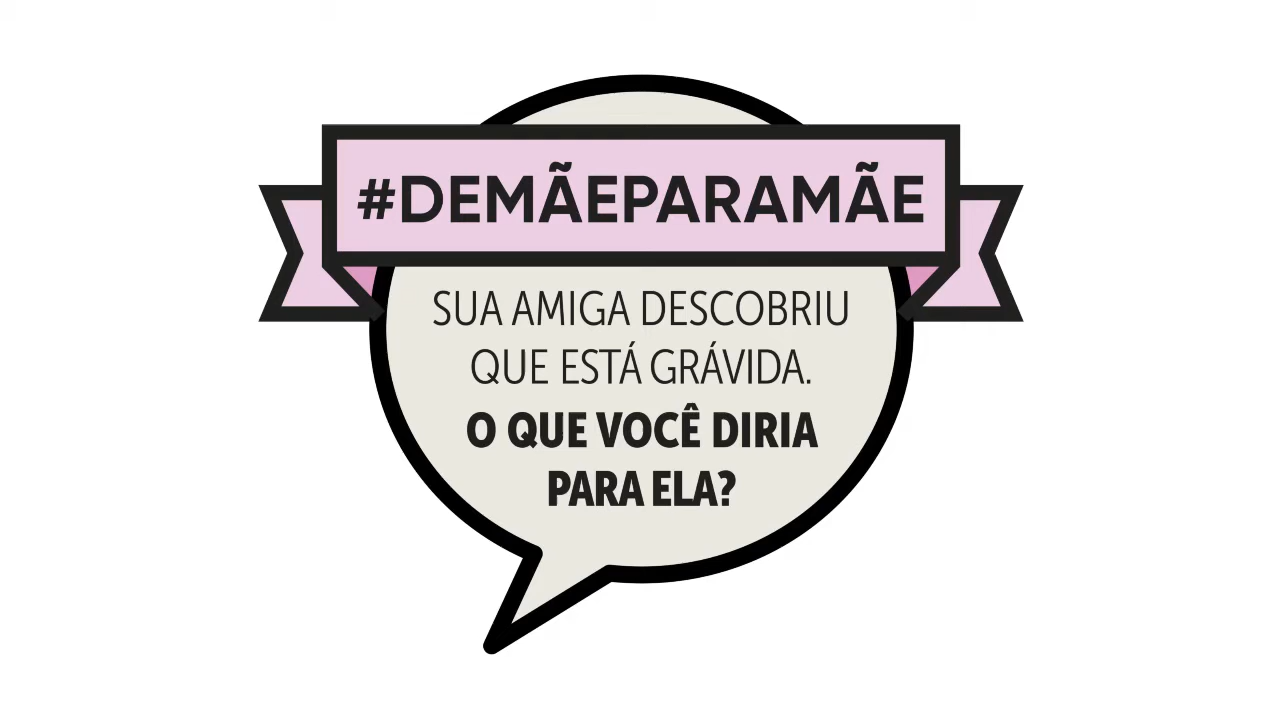 #DEMÃEPARAMÃE
SUA AMIGA DESCOBRIU
QUE ESTÁ GRÁVIDA.
O QUE VOCÊ DIRIA
PARA ELA?